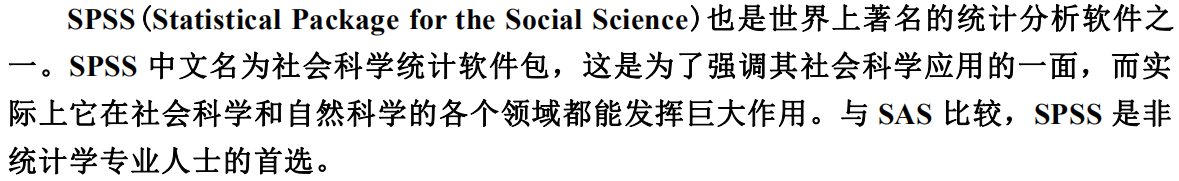 SPSS(Statistical Package for the Social Science)也是世界上著名的统计分析软件之
一。SPSS 中文名为社会科学统计软件包，这是为了强调其社会科学应用的一面，而实
际上它在社会科学和自然科学的各个领域都能发挥巨大作用。与 SAS 比较，SPSS 是非
统计学专业人士的首选。